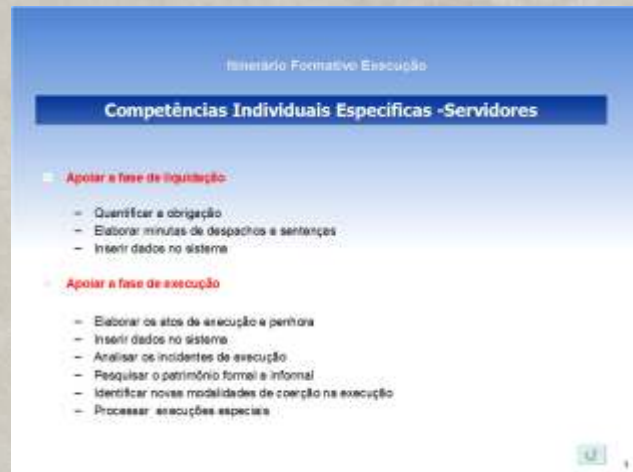 Itinerário Formativo Execução
Competências Individuais Específicas -Servidores
Apoiar a fase de liquidação
– Quantificar a obrigação
– Elaborar minutas de despachos e sentenças
– Inserir dados no sistema
Apoiar a fase de execução
– Elaborar os atos de execução e penhora
– Inserir dados no sistema
– Analisar os incidentes de execução
– Pesquisar o patrimônio formal e informal
– Identificar novas modalidades de coerção na execução
– Processar execuções especiais